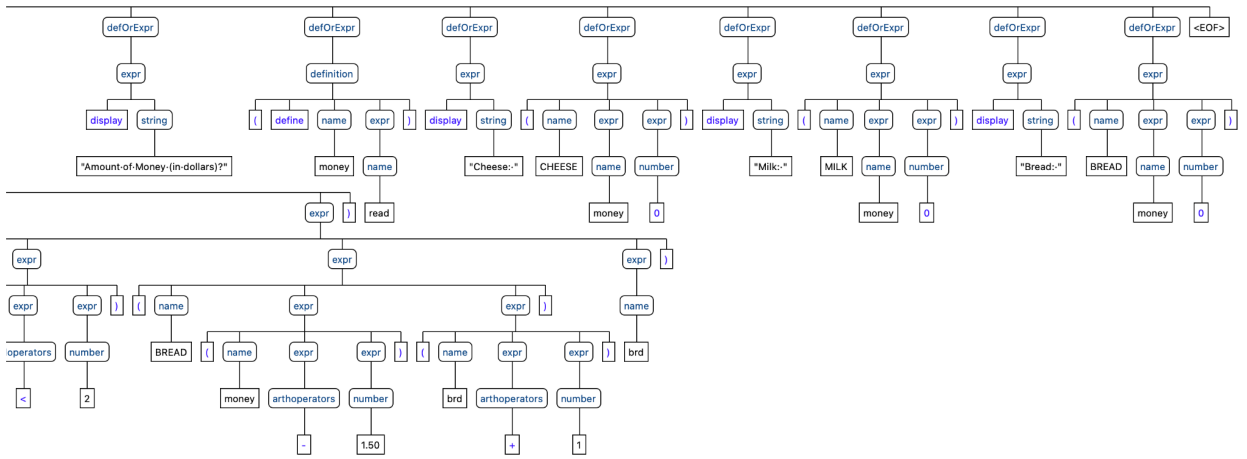 defOrExpr defOrExpr defOrExpr defOrExpr defOrExpr defOrExpr defOrExpr defOrExpr <EOF>
expr definition expr expr expr expr expr expr
display string ( define name expr ) display string ( name expr expr ) display string ( name expr expr ) display string ( name expr expr )
"Amount·of·Money·(in·dollars)?" money name "Cheese:·" CHEESE name number "Milk:·" MILK name number "Bread:·" BREAD name number
expr ) read money 0 money 0 money 0
expr expr expr )
expr expr ) ( name expr expr ) name
operators number BREAD ( name expr expr ) ( name expr expr ) brd
< 2 money arthoperators number brd arthoperators number
- 1.50 + 1